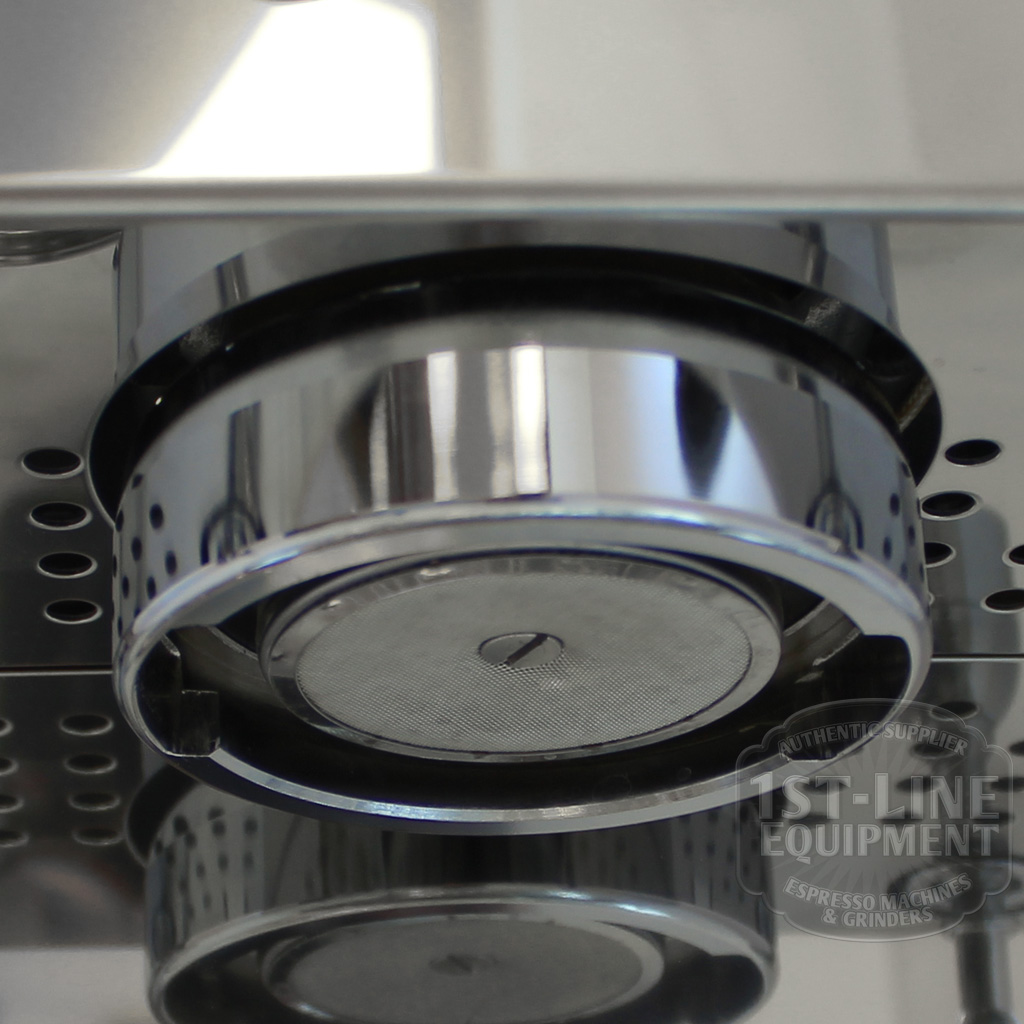 AUTHENTIC SUPPLIER
1ST-LINE
EQUIPMENT
ESPRESSO MACHINES
& GRINDERS